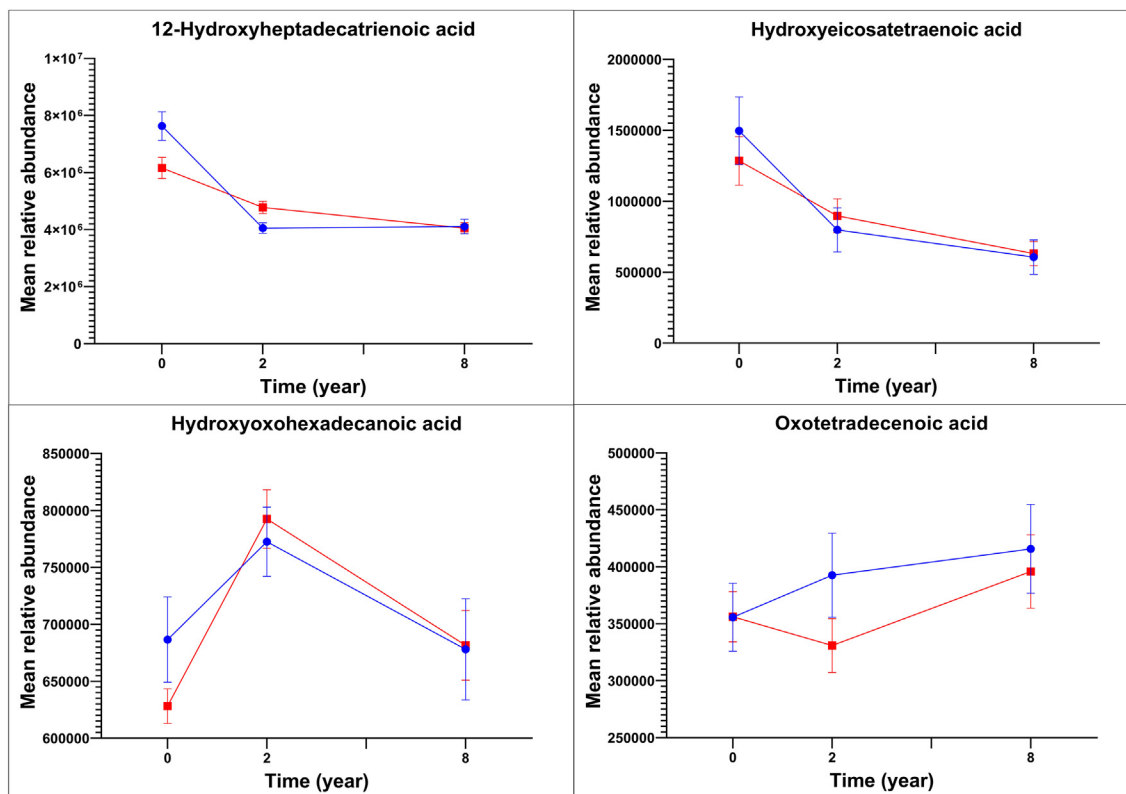 12-Hydroxyheptadecatrienoic acid
Mean relative abundance
1×10⁷
8×10⁶
6×10⁶
4×10⁶
2×10⁶
0
0 2 8
Time (year)
Hydroxyeicosatetraenoic acid
Mean relative abundance
2000000
1500000
1000000
500000
0
0 2 8
Time (year)
Hydroxyoxohexadecanoic acid
Mean relative abundance
850000
800000
750000
700000
650000
600000
0 2 8
Time (year)
Oxotetradecenoic acid
Mean relative abundance
500000
450000
400000
350000
300000
250000
0 2 8
Time (year)